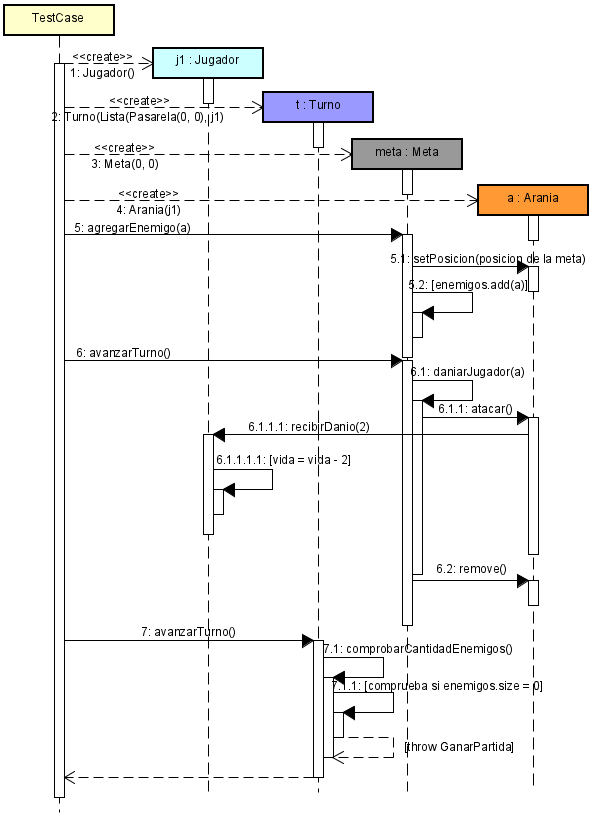 TestCase
<<create>>
j1 : Jugador
1: Jugador()
<<create>>
t : Turno
2: Turno(Lista(Pasarela(0, 0),j1)
<<create>>
meta : Meta
3: Meta(0, 0)
<<create>>
a : Arania
4: Arania(j1)
5: agregarEnemigo(a)
5.1: setPosicion(posicion de la meta)
5.2: [enemigos.add(a)]
6: avanzarTurno()
6.1: daniarJugador(a)
6.1.1: atacar()
6.1.1.1: recibirDanio(2)
6.1.1.1.1: [vida = vida - 2]
6.2: remove()
7: avanzarTurno()
7.1: comprobarCantidadEnemigos()
7.1.1: [comprueba si enemigos.size = 0]
[throw GanarPartida]